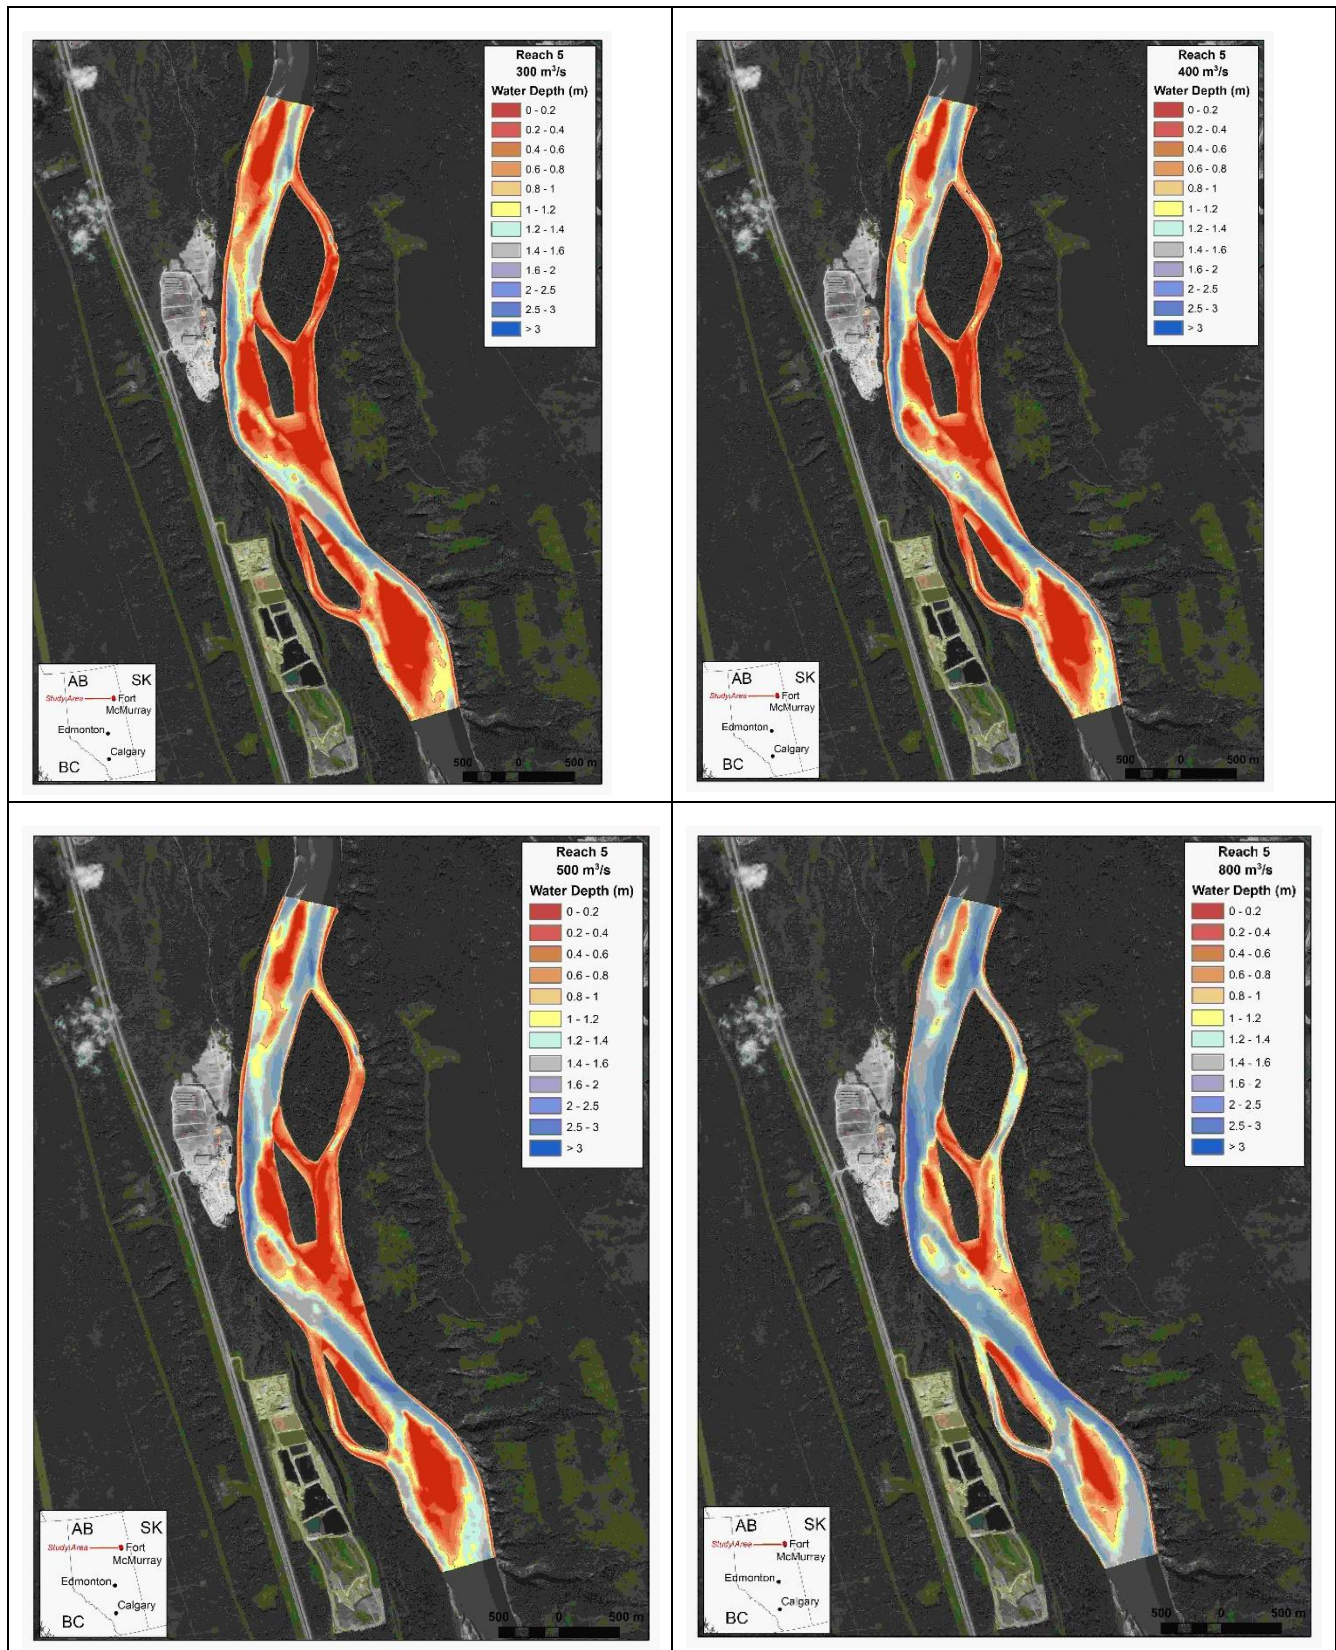 Reach 5
300 m³/s
Water Depth (m)
0 - 0.2
0.2 - 0.4
0.4 - 0.6
0.6 - 0.8
0.8 - 1
1 - 1.2
1.2 - 1.4
1.4 - 1.6
1.6 - 2
2 - 2.5
2.5 - 3
> 3
AB SK
Study Area Fort
McMurray
Edmonton
Calgary
BC
500 0 500 m
Reach 5
400 m³/s
Water Depth (m)
0 - 0.2
0.2 - 0.4
0.4 - 0.6
0.6 - 0.8
0.8 - 1
1 - 1.2
1.2 - 1.4
1.4 - 1.6
1.6 - 2
2 - 2.5
2.5 - 3
> 3
AB SK
Study Area Fort
McMurray
Edmonton
Calgary
BC
500 0 500 m
Reach 5
500 m³/s
Water Depth (m)
0 - 0.2
0.2 - 0.4
0.4 - 0.6
0.6 - 0.8
0.8 - 1
1 - 1.2
1.2 - 1.4
1.4 - 1.6
1.6 - 2
2 - 2.5
2.5 - 3
> 3
AB SK
Study Area Fort
McMurray
Edmonton
Calgary
BC
500 0 500 m
Reach 5
800 m³/s
Water Depth (m)
0 - 0.2
0.2 - 0.4
0.4 - 0.6
0.6 - 0.8
0.8 - 1
1 - 1.2
1.2 - 1.4
1.4 - 1.6
1.6 - 2
2 - 2.5
2.5 - 3
> 3
AB SK
Study Area Fort
McMurray
Edmonton
Calgary
BC
500 0 500 m